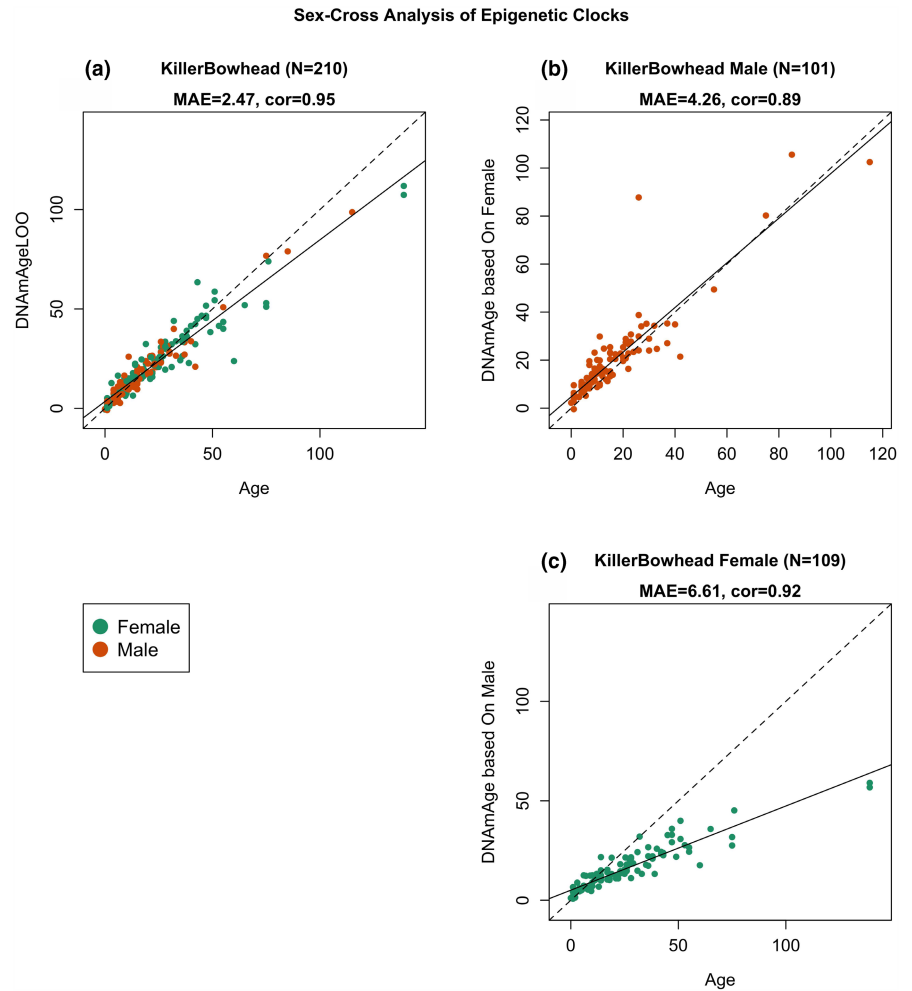 Sex-Cross Analysis of Epigenetic Clocks
(a) KillerBowhead (N=210)
MAE=2.47, cor=0.95
DNAmAgeLOO
0 50 100
0 50 100
Age
(b) KillerBowhead Male (N=101)
MAE=4.26, cor=0.89
DNAmAge based On Female
0 20 40 60 80 100 120
0 20 40 60 80 100 120
Age
Female
Male
(c) KillerBowhead Female (N=109)
MAE=6.61, cor=0.92
DNAmAge based On Male
0 50 100
0 50 100
Age